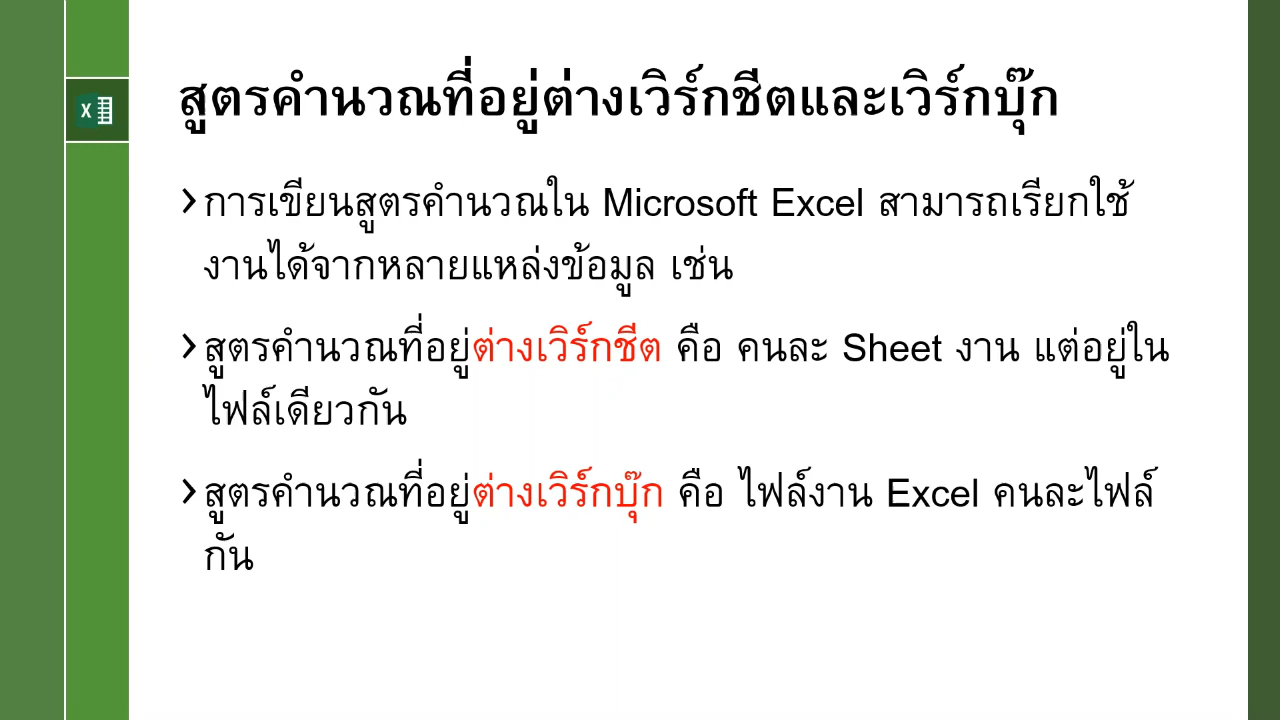 สูตรคำนวณที่อยู่ต่างเวิร์กชีตและเวิร์กบุ๊ก
การเขียนสูตรคำนวณใน Microsoft Excel สามารถเรียกใช้
งานได้จากหลายแหล่งข้อมูล เช่น
สูตรคำนวณที่อยู่ต่างเวิร์กชีต คือ คนละ Sheet งาน แต่อยู่ใน
ไฟล์เดียวกัน
สูตรคำนวณที่อยู่ต่างเวิร์กบุ๊ก คือ ไฟล์งาน Excel คนละไฟล์
กัน